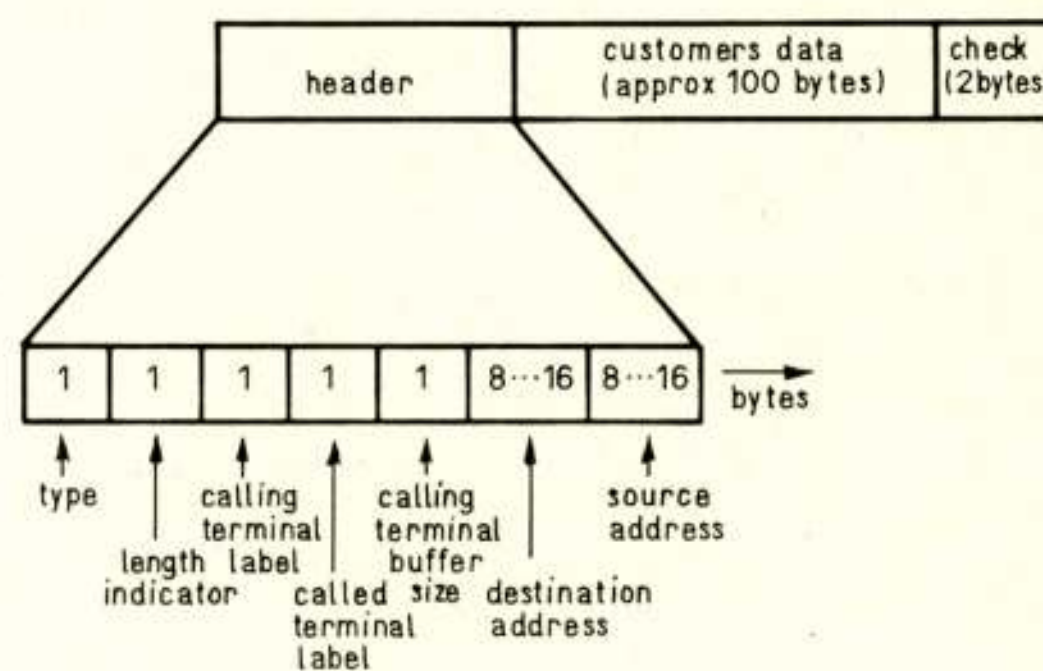 header
customers data
(approx 100 bytes)
check
(2bytes
1 1 1 1 1 8···16 8···16
bytes
type
length
indicator
calling
terminal
label
called
terminal
label
calling
terminal
buffer
size
destination
address
source
address